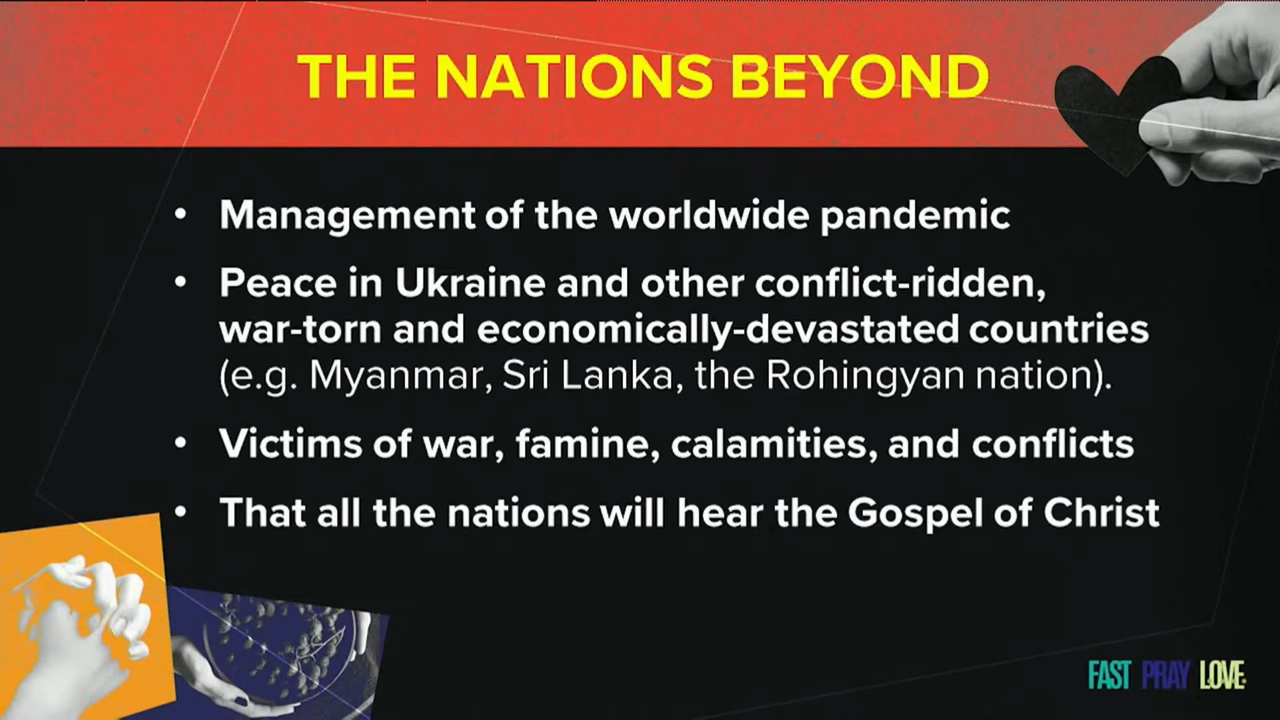 THE NATIONS BEYOND
• Management of the worldwide pandemic
• Peace in Ukraine and other conflict-ridden,
war-torn and economically-devastated countries
(e.g. Myanmar, Sri Lanka, the Rohingyan nation).
• Victims of war, famine, calamities, and conflicts
• That all the nations will hear the Gospel of Christ
FAST PRAY LOVE